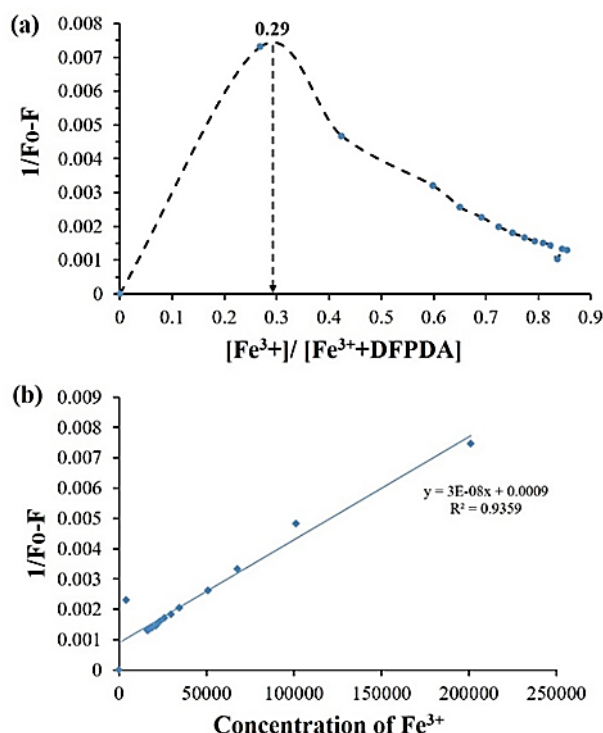 (a)
0.29
0.008
0.007
0.006
0.005
0.004
0.003
0.002
0.001
0
1/Fo-F
0 0.1 0.2 0.3 0.4 0.5 0.6 0.7 0.8 0.9
[Fe³⁺]/ [Fe³⁺+DFPDA]
(b)
0.009
0.008
0.007
0.006
0.005
0.004
0.003
0.002
0.001
0
1/Fo-F
y = 3E-08x + 0.0009
R² = 0.9359
0 50000 100000 150000 200000 250000
Concentration of Fe³⁺